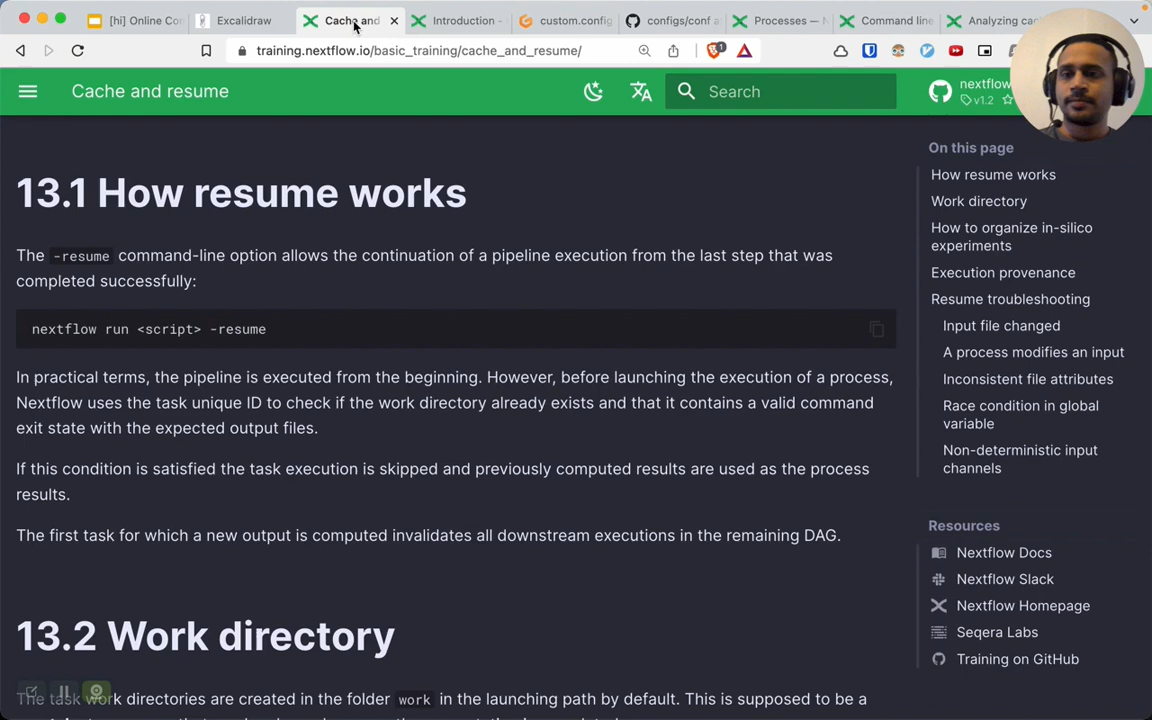 [hi] Online Co
Excalidraw
Cache and
Introduction -
custom.config
configs/conf a
Processes — N
Command line
Analyzing cac
training.nextflow.io/basic_training/cache_and_resume/
1
Cache and resume
Search
nextflow
v1.2
On this page
How resume works
Work directory
How to organize in-silico
experiments
Execution provenance
Resume troubleshooting
Input file changed
A process modifies an input
Inconsistent file attributes
Race condition in global
variable
Non-deterministic input
channels
Resources
Nextflow Docs
Nextflow Slack
Nextflow Homepage
Seqera Labs
Training on GitHub
13.1 How resume works
The -resume command-line option allows the continuation of a pipeline execution from the last step that was
completed successfully:
nextflow run <script> -resume
In practical terms, the pipeline is executed from the beginning. However, before launching the execution of a process,
Nextflow uses the task unique ID to check if the work directory already exists and that it contains a valid command
exit state with the expected output files.
If this condition is satisfied the task execution is skipped and previously computed results are used as the process
results.
The first task for which a new output is computed invalidates all downstream executions in the remaining DAG.
13.2 Work directory
The task work directories are created in the folder work in the launching path by default. This is supposed to be a